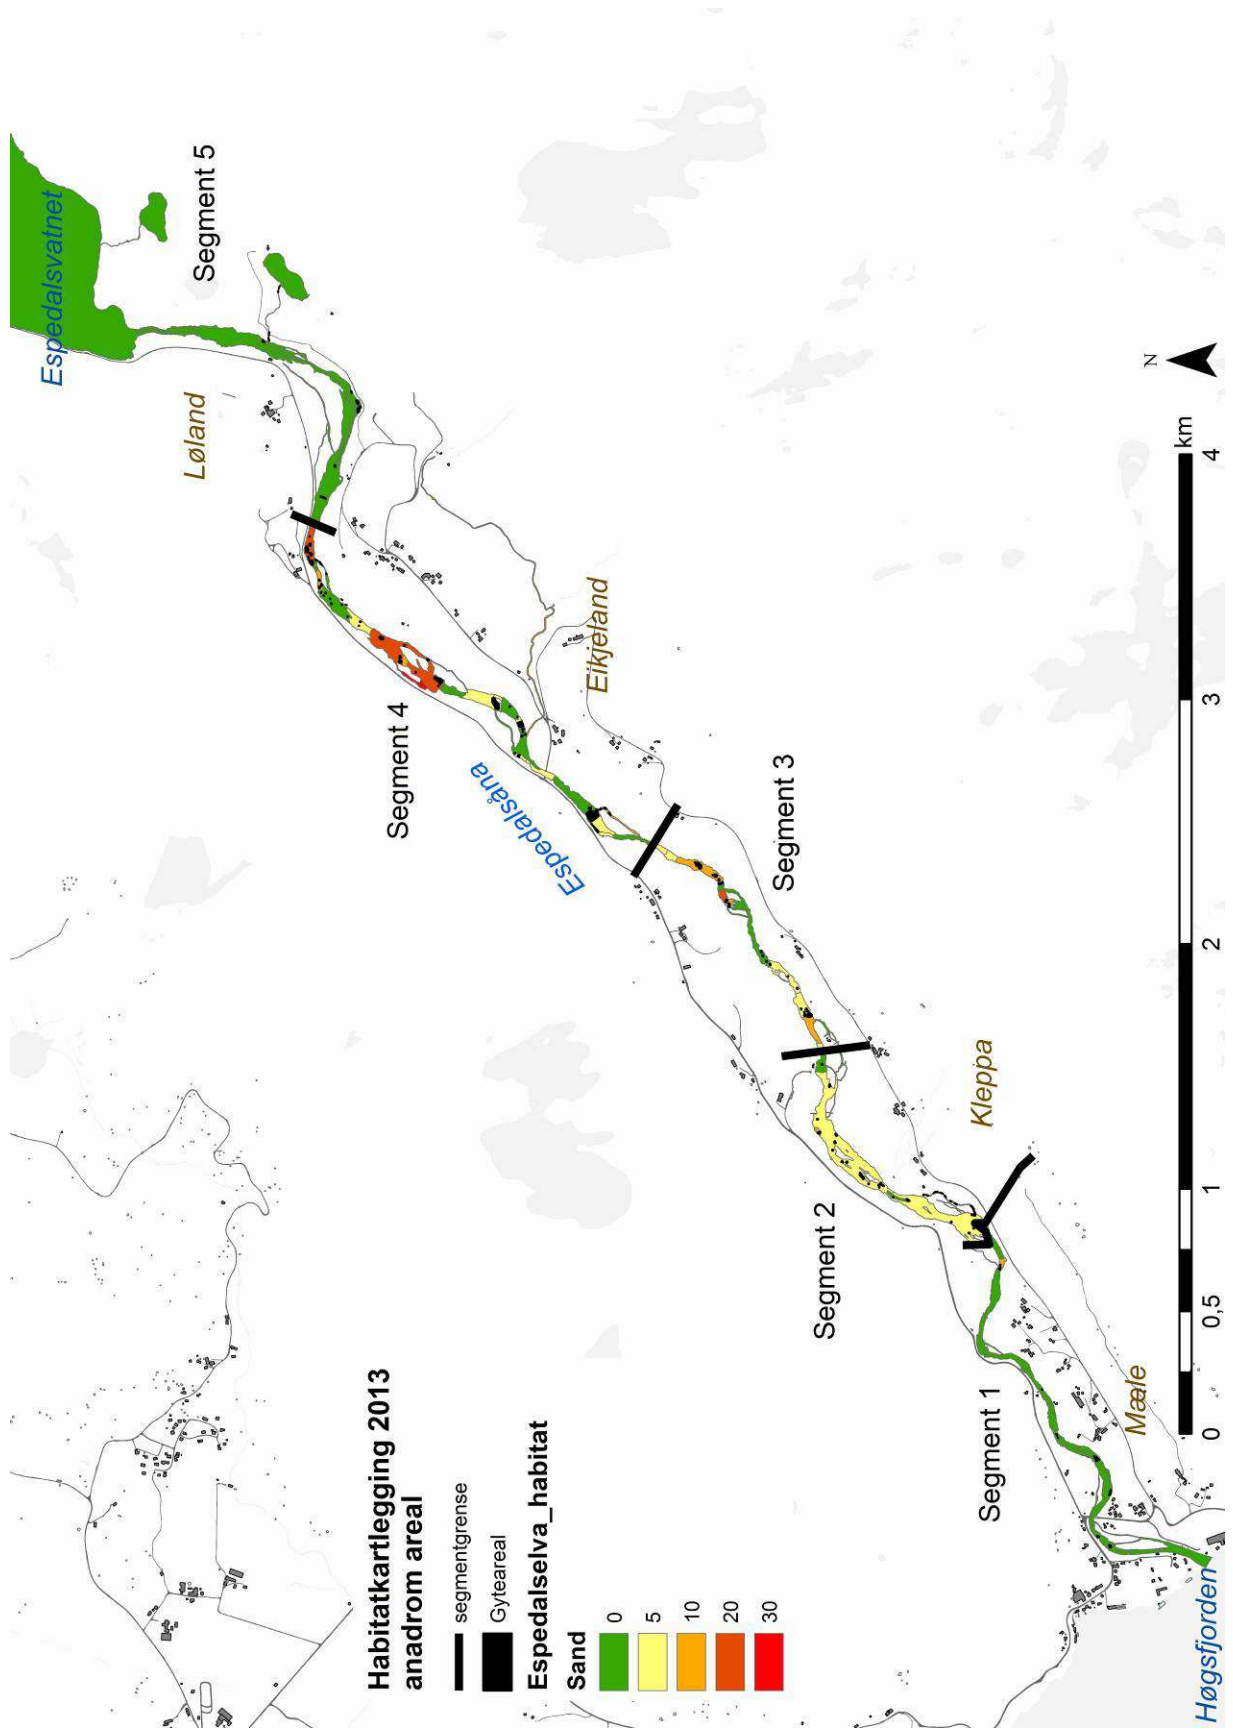 Espedalsvatnet
Segment 5
Løland
Segment 4
Espedalsåna
Eikjeland
Segment 3
Kleppa
Segment 2
Segment 1
Mæle
Høgsfjorden
Habitatkartlegging 2013
anadrom areal
segmentgrense
Gyteareal
Espedalselva_habitat
Sand
0
5
10
20
30
N
0 0,5 1 2 3 4
km